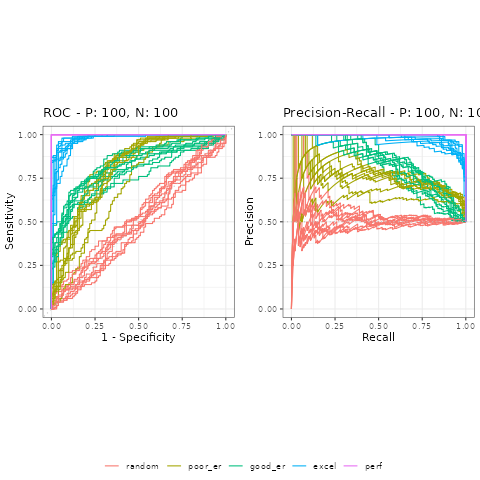 ROC - P: 100, N: 100
Precision-Recall - P: 100, N: 10
1.00
0.75
0.50
0.25
0.00
Sensitivity
0.00 0.25 0.50 0.75 1.00
1 - Specificity
1.00
0.75
0.50
0.25
0.00
Precision
0.00 0.25 0.50 0.75 1.00
Recall
random poor_er good_er excel perf